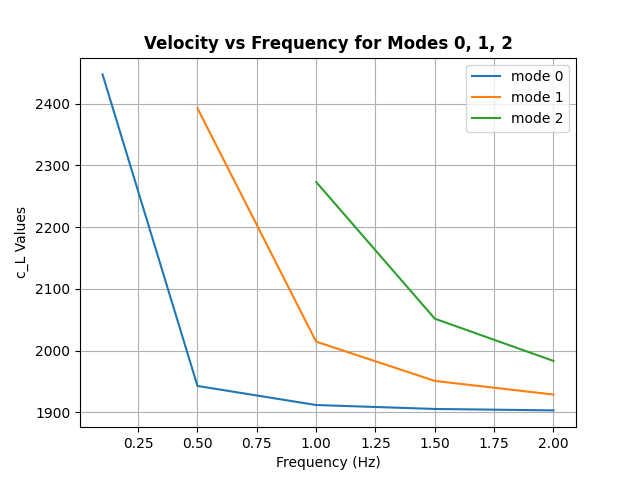 Velocity vs Frequency for Modes 0, 1, 2
mode 0
mode 1
mode 2
c_L Values
2400
2300
2200
2100
2000
1900
0.25 0.50 0.75 1.00 1.25 1.50 1.75 2.00
Frequency (Hz)